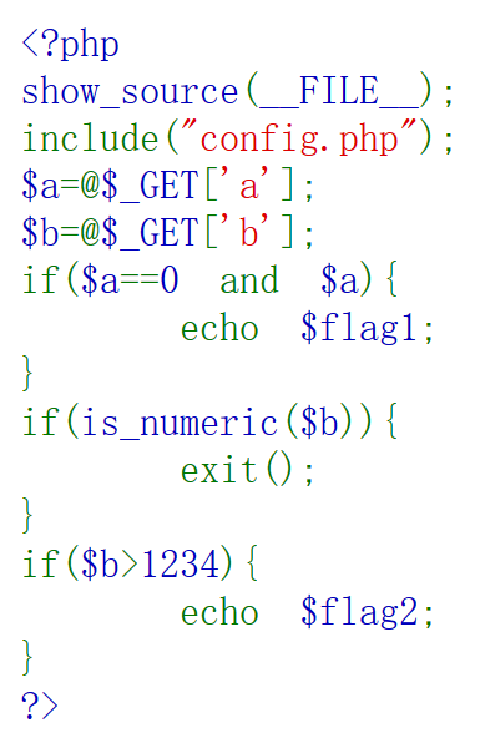 <?php
show_source(__FILE__);
include("config.php");
$a=@$_GET['a'];
$b=@$_GET['b'];
if($a==0 and $a){
echo $flag1;
}
if(is_numeric($b)){
exit();
}
if($b>1234){
echo $flag2;
}
?>